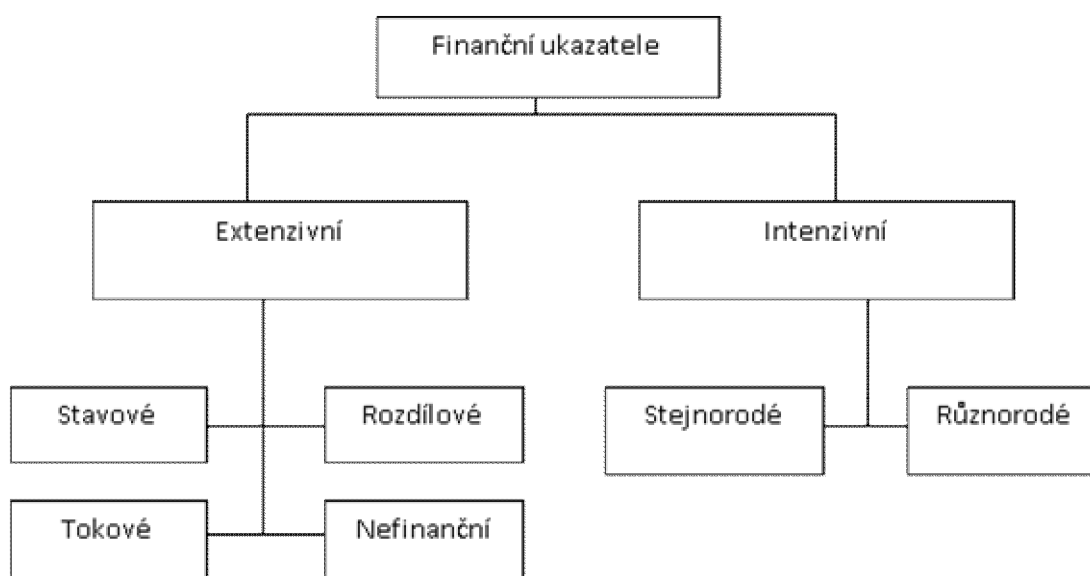 Finanční ukazatele
Extenzivní
Intenzivní
Stavové
Rozdílové
Stejnorodé
Různorodé
Tokové
Nefinanční